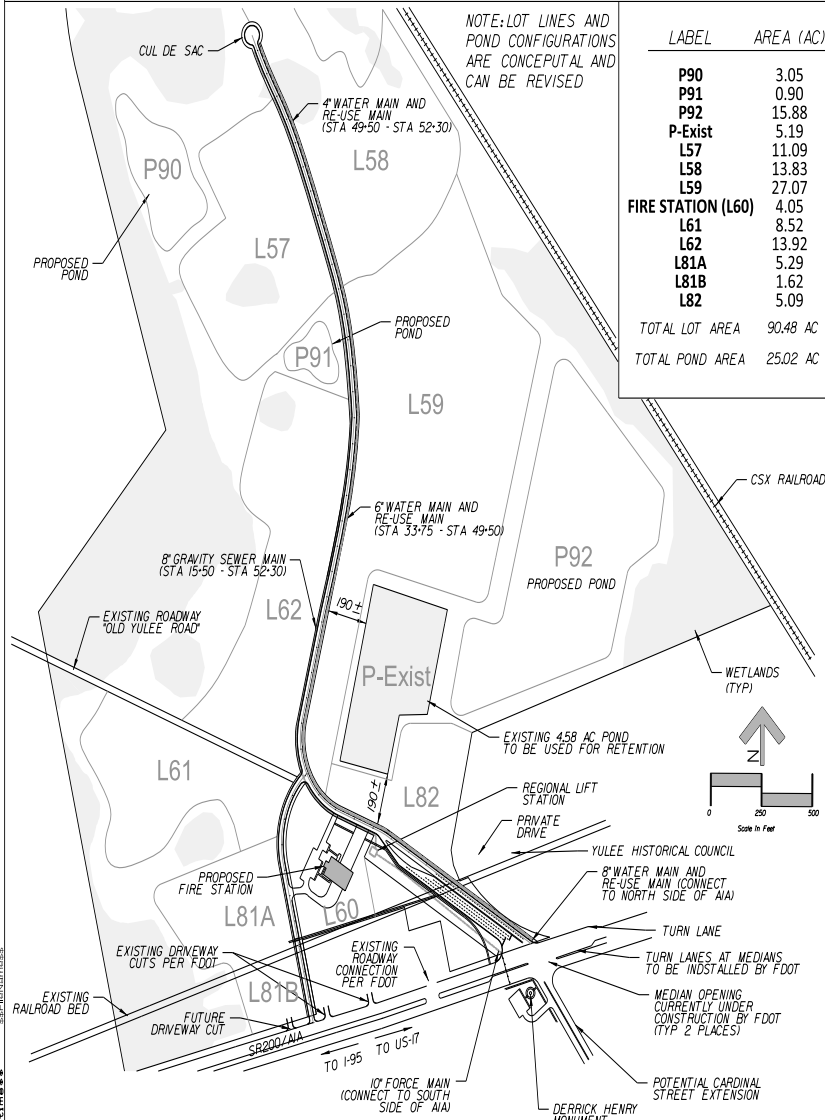 NOTE:LOT LINES AND
POND CONFIGURATIONS
ARE CONCEPUTAL AND
CAN BE REVISED
LABEL AREA (AC)
P90 3.05
P91 0.90
P92 15.88
P-Exist 5.19
L57 11.09
L58 13.83
L59 27.07
FIRE STATION (L60) 4.05
L61 8.52
L62 13.92
L81A 5.29
L81B 1.62
L82 5.09
TOTAL LOT AREA 90.48 AC
TOTAL POND AREA 25.02 AC
CUL DE SAC
4" WATER MAIN AND
RE-USE MAIN
(STA 49+50 - STA 52+30)
L58
P90
PROPOSED
POND
L57
PROPOSED
POND
P91
L59
CSX RAILROAD
6" WATER MAIN AND
RE-USE MAIN
(STA 33+75 - STA 49+50)
8" GRAVITY SEWER MAIN
(STA 15+50 - STA 52+30)
P92
PROPOSED POND
EXISTING ROADWAY
"OLD YULEE ROAD"
L62
190 ±
P-Exist
WETLANDS
(TYP)
EXISTING 4.58 AC POND
TO BE USED FOR RETENTION
N
0 250 500
Scale In Feet
L61
190 ±
L82
REGIONAL LIFT
STATION
PRIVATE
DRIVE
YULEE HISTORICAL COUNCIL
PROPOSED
FIRE STATION
8" WATER MAIN AND
RE-USE MAIN (CONNECT
TO NORTH SIDE OF A1A)
L81A
L60
TURN LANE
EXISTING DRIVEWAY
CUTS PER FDOT
EXISTING
ROADWAY
CONNECTION
PER FDOT
TURN LANES AT MEDIANS
TO BE INDSTALLED BY FDOT
EXISTING
RAILROAD BED
L81B
FUTURE
DRIVEWAY CUT
MEDIAN OPENING
CURRENTLY UNDER
CONSTRUCTION BY FDOT
(TYP 2 PLACES)
SR200/A1A
TO I-95 TO US-17
10" FORCE MAIN
(CONNECT TO SOUTH
SIDE OF A1A)
POTENTIAL CARDINAL
STREET EXTENSION
DERRICK HENRY
MONUMENT